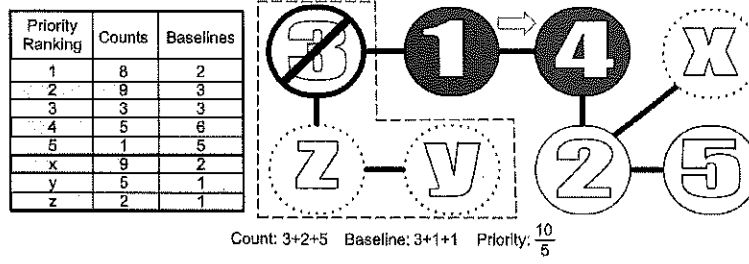 Priority Ranking Counts Baselines
1 8 2
2 9 3
3 3 3
4 5 6
5 1 5
x 9 2
y 5 1
z 2 1
3 1 4 x
z y 2 5
Count: 3+2+5 Baseline: 3+1+1 Priority: 10/5